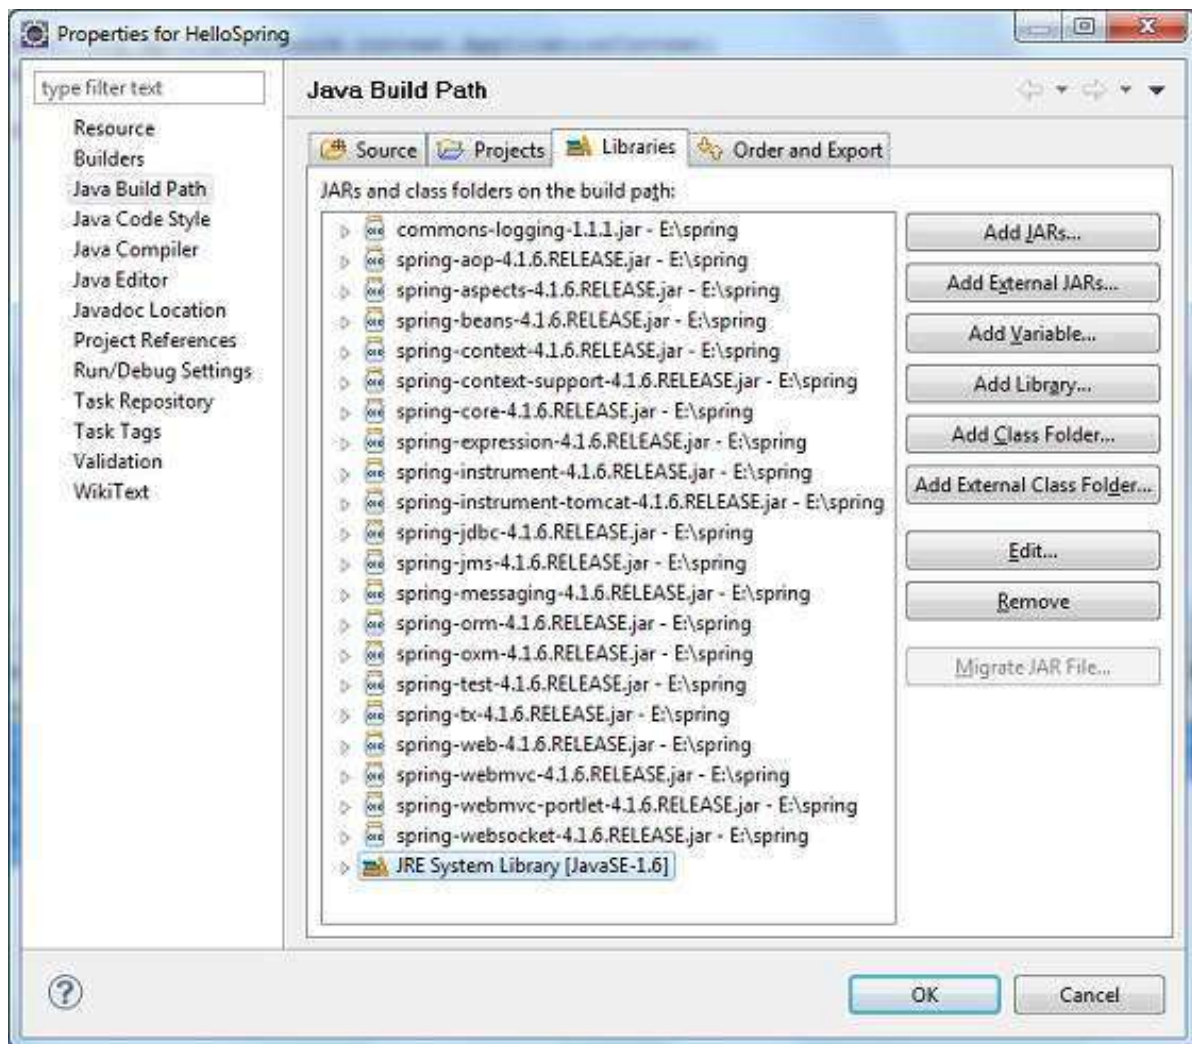 Properties for HelloSpring
type filter text
Resource
Builders
Java Build Path
Java Code Style
Java Compiler
Java Editor
Javadoc Location
Project References
Run/Debug Settings
Task Repository
Task Tags
Validation
WikiText
Java Build Path
Source Projects Libraries Order and Export
JARs and class folders on the build path:
commons-logging-1.1.1.jar - E:\spring
spring-aop-4.1.6.RELEASE.jar - E:\spring
spring-aspects-4.1.6.RELEASE.jar - E:\spring
spring-beans-4.1.6.RELEASE.jar - E:\spring
spring-context-4.1.6.RELEASE.jar - E:\spring
spring-context-support-4.1.6.RELEASE.jar - E:\spring
spring-core-4.1.6.RELEASE.jar - E:\spring
spring-expression-4.1.6.RELEASE.jar - E:\spring
spring-instrument-4.1.6.RELEASE.jar - E:\spring
spring-instrument-tomcat-4.1.6.RELEASE.jar - E:\spring
spring-jdbc-4.1.6.RELEASE.jar - E:\spring
spring-jms-4.1.6.RELEASE.jar - E:\spring
spring-messaging-4.1.6.RELEASE.jar - E:\spring
spring-orm-4.1.6.RELEASE.jar - E:\spring
spring-oxm-4.1.6.RELEASE.jar - E:\spring
spring-test-4.1.6.RELEASE.jar - E:\spring
spring-tx-4.1.6.RELEASE.jar - E:\spring
spring-web-4.1.6.RELEASE.jar - E:\spring
spring-webmvc-4.1.6.RELEASE.jar - E:\spring
spring-webmvc-portlet-4.1.6.RELEASE.jar - E:\spring
spring-websocket-4.1.6.RELEASE.jar - E:\spring
JRE System Library [JavaSE-1.6]
Add JARs...
Add External JARs...
Add Variable...
Add Library...
Add Class Folder...
Add External Class Folder...
Edit...
Remove
Migrate JAR File...
OK
Cancel